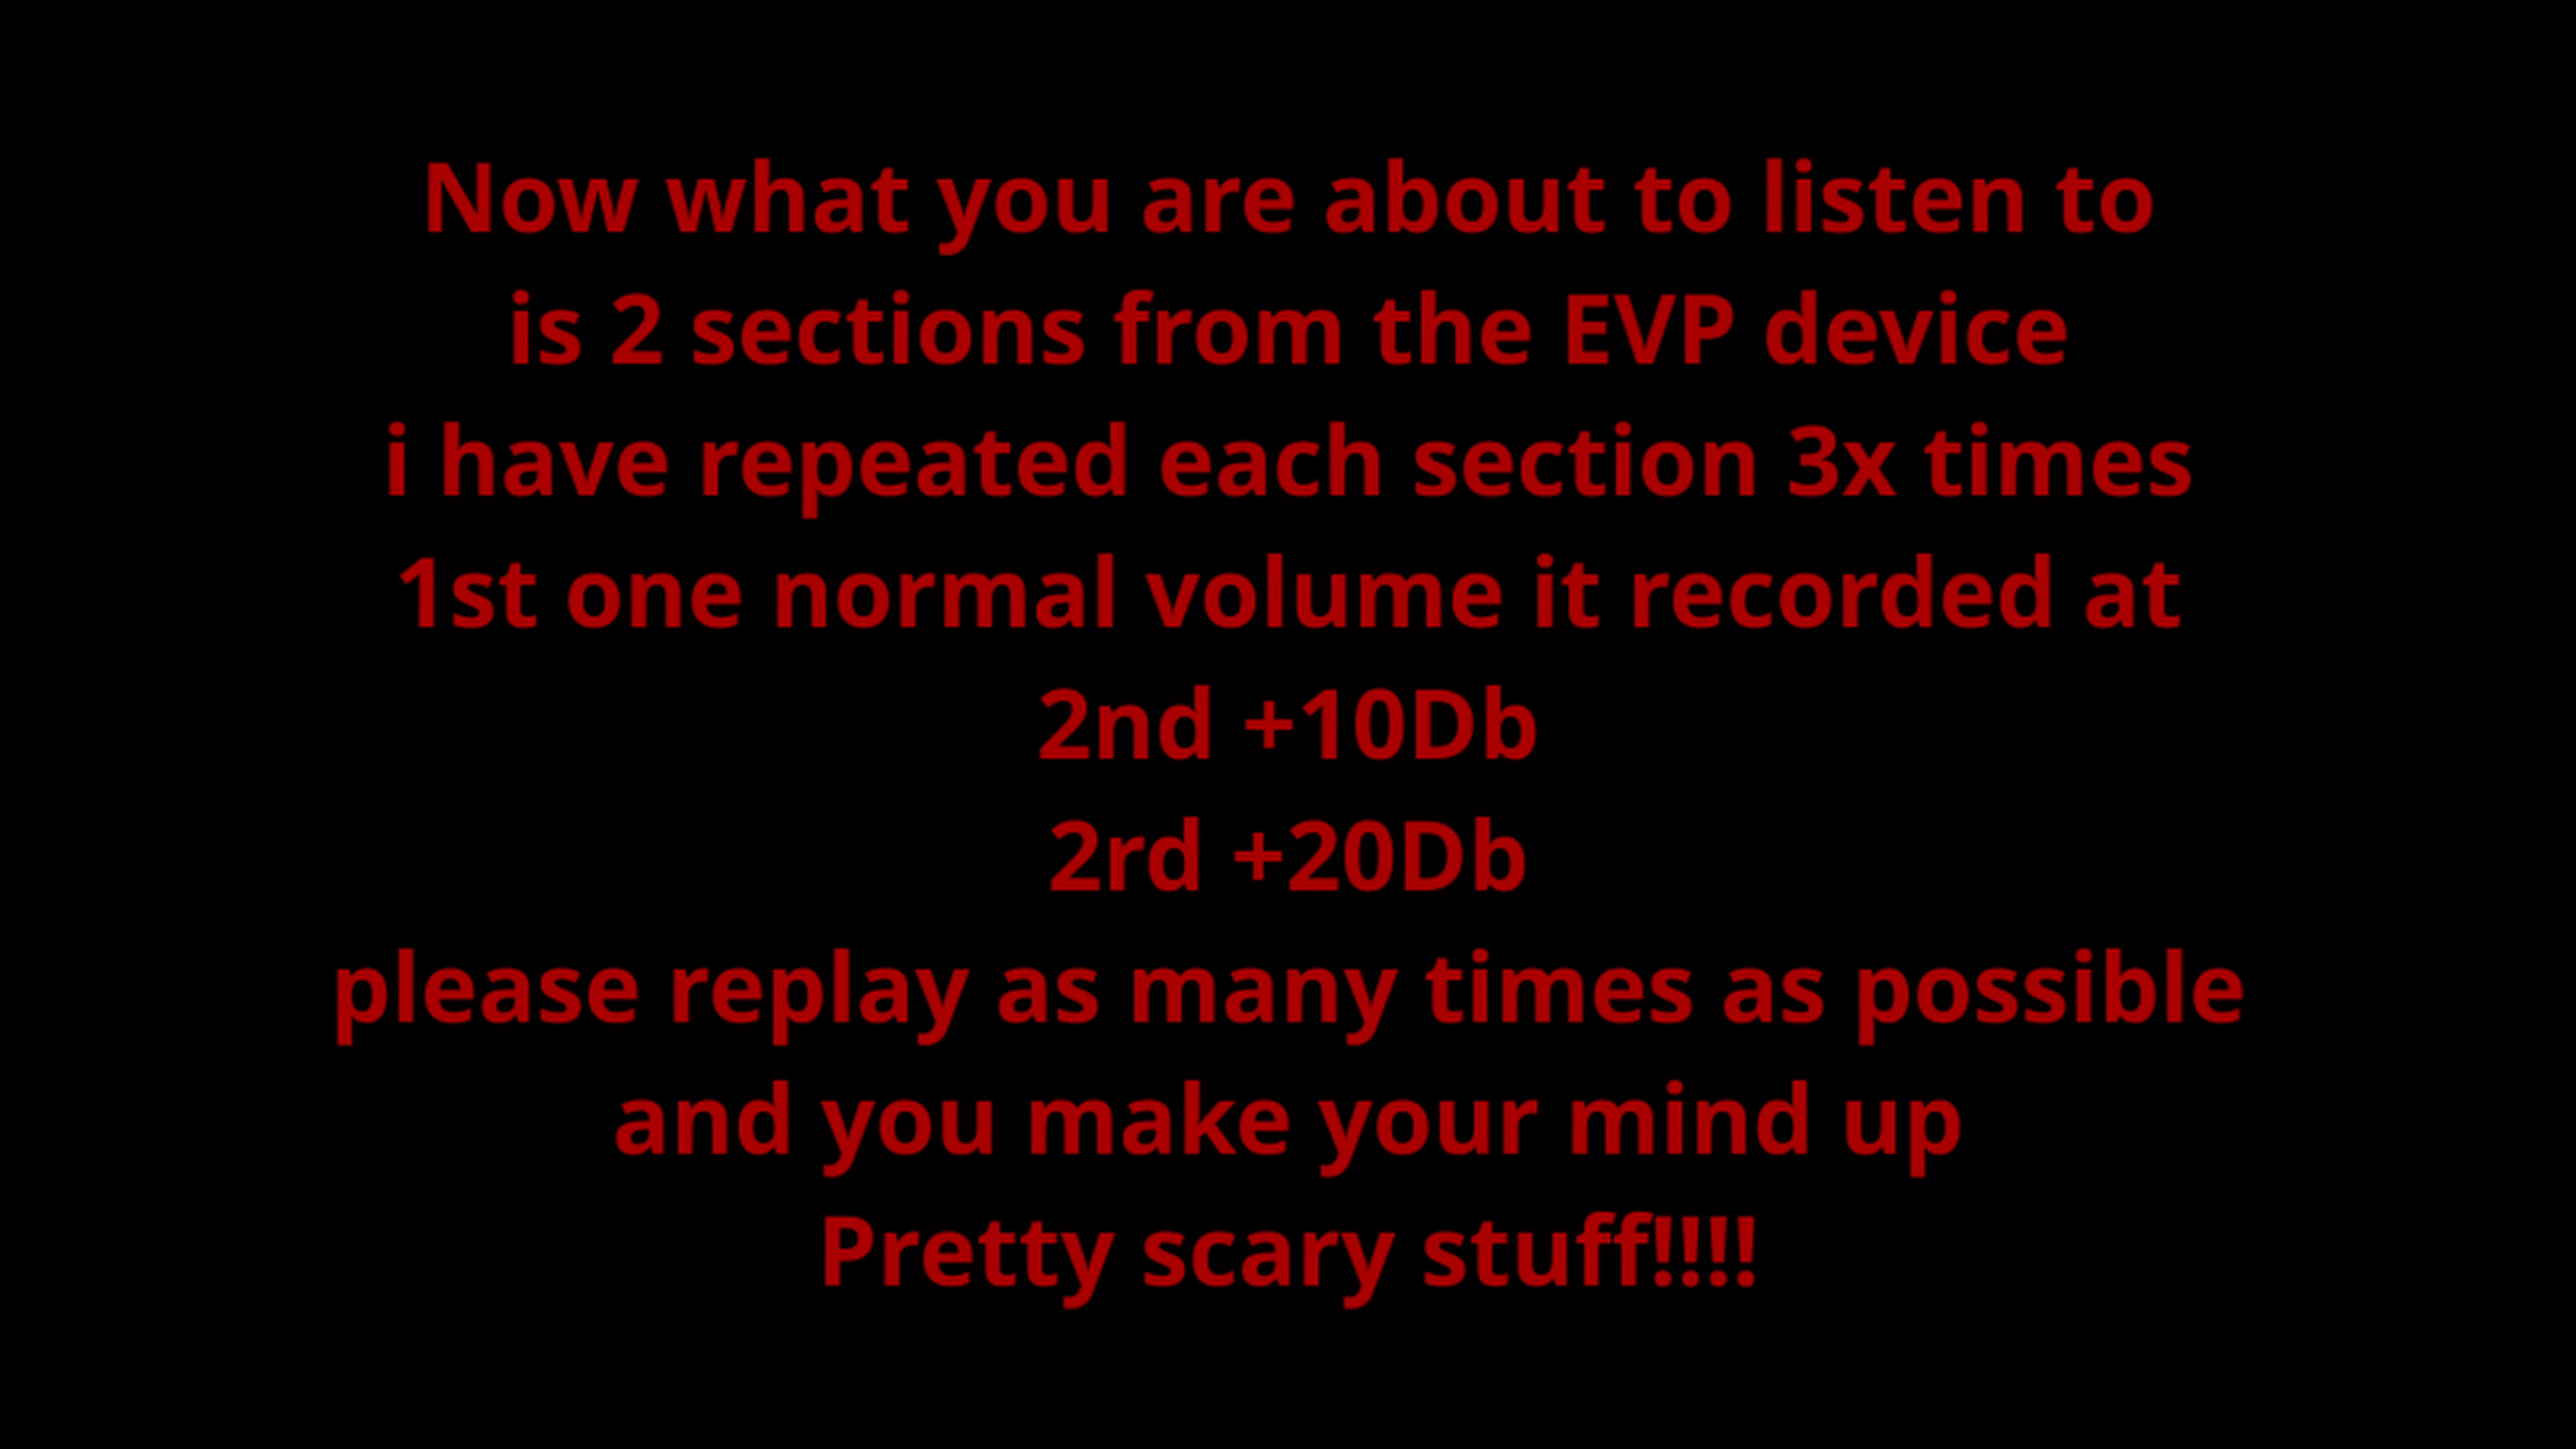 Now what you are about to listen to
is 2 sections from the EVP device
i have repeated each section 3x times
1st one normal volume it recorded at
2nd +10Db
2rd +20Db
please replay as many times as possible
and you make your mind up
Pretty scary stuff!!!!